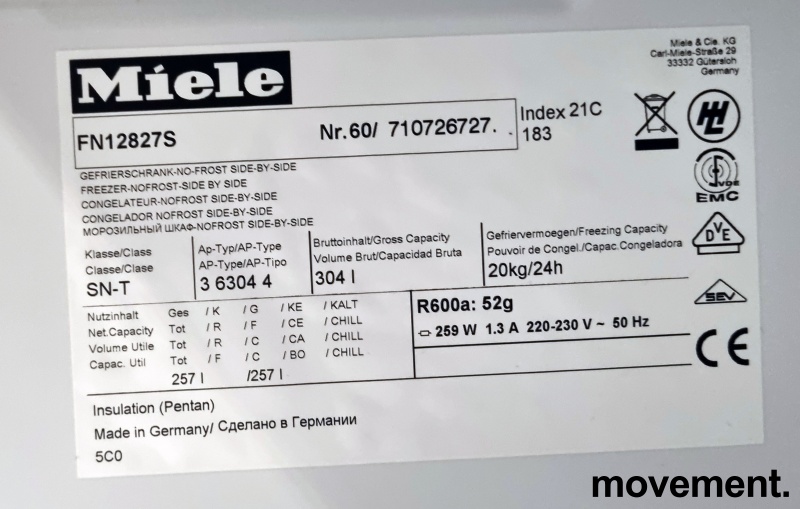 Miele
Miele & Cie. KG
Carl-Miele-Straße 29
33332 Gütersloh
Germany
FN12827S Nr.60/ 710726727. Index 21C
183
GEFRIERSCHRANK-NO-FROST SIDE-BY-SIDE
FREEZER-NOFROST-SIDE BY SIDE
CONGELATEUR-NOFROST SIDE-BY-SIDE
CONGELADOR NOFROST SIDE-BY-SIDE
МОРОЗИЛЬНЫЙ ШКАФ-NOFROST SIDE-BY-SIDE
VDE
EMC
DVE
SEV
CE
Klasse/Class
Classe/Clase
SN-T
Ap-Typ/AP-Type
AP-Type/AP-Tipo
3 6304 4
Bruttoinhalt/Gross Capacity
Volume Brut/Capacidad Bruta
304 l
Gefriervermoegen/Freezing Capacity
Pouvoir de Congel./Capac.Congeladora
20kg/24h
Nutzinhalt Ges / K / G / KE / KALT
Net.Capacity Tot / R / F / CE / CHILL
Volume Utile Tot / R / C / CA / CHILL
Capac. Util Tot / F / C / BO / CHILL
257 l /257 l
R600a: 52g
259 W 1.3 A 220-230 V ~ 50 Hz
Insulation (Pentan)
Made in Germany/ Сделано в Германии
5C0
movement.